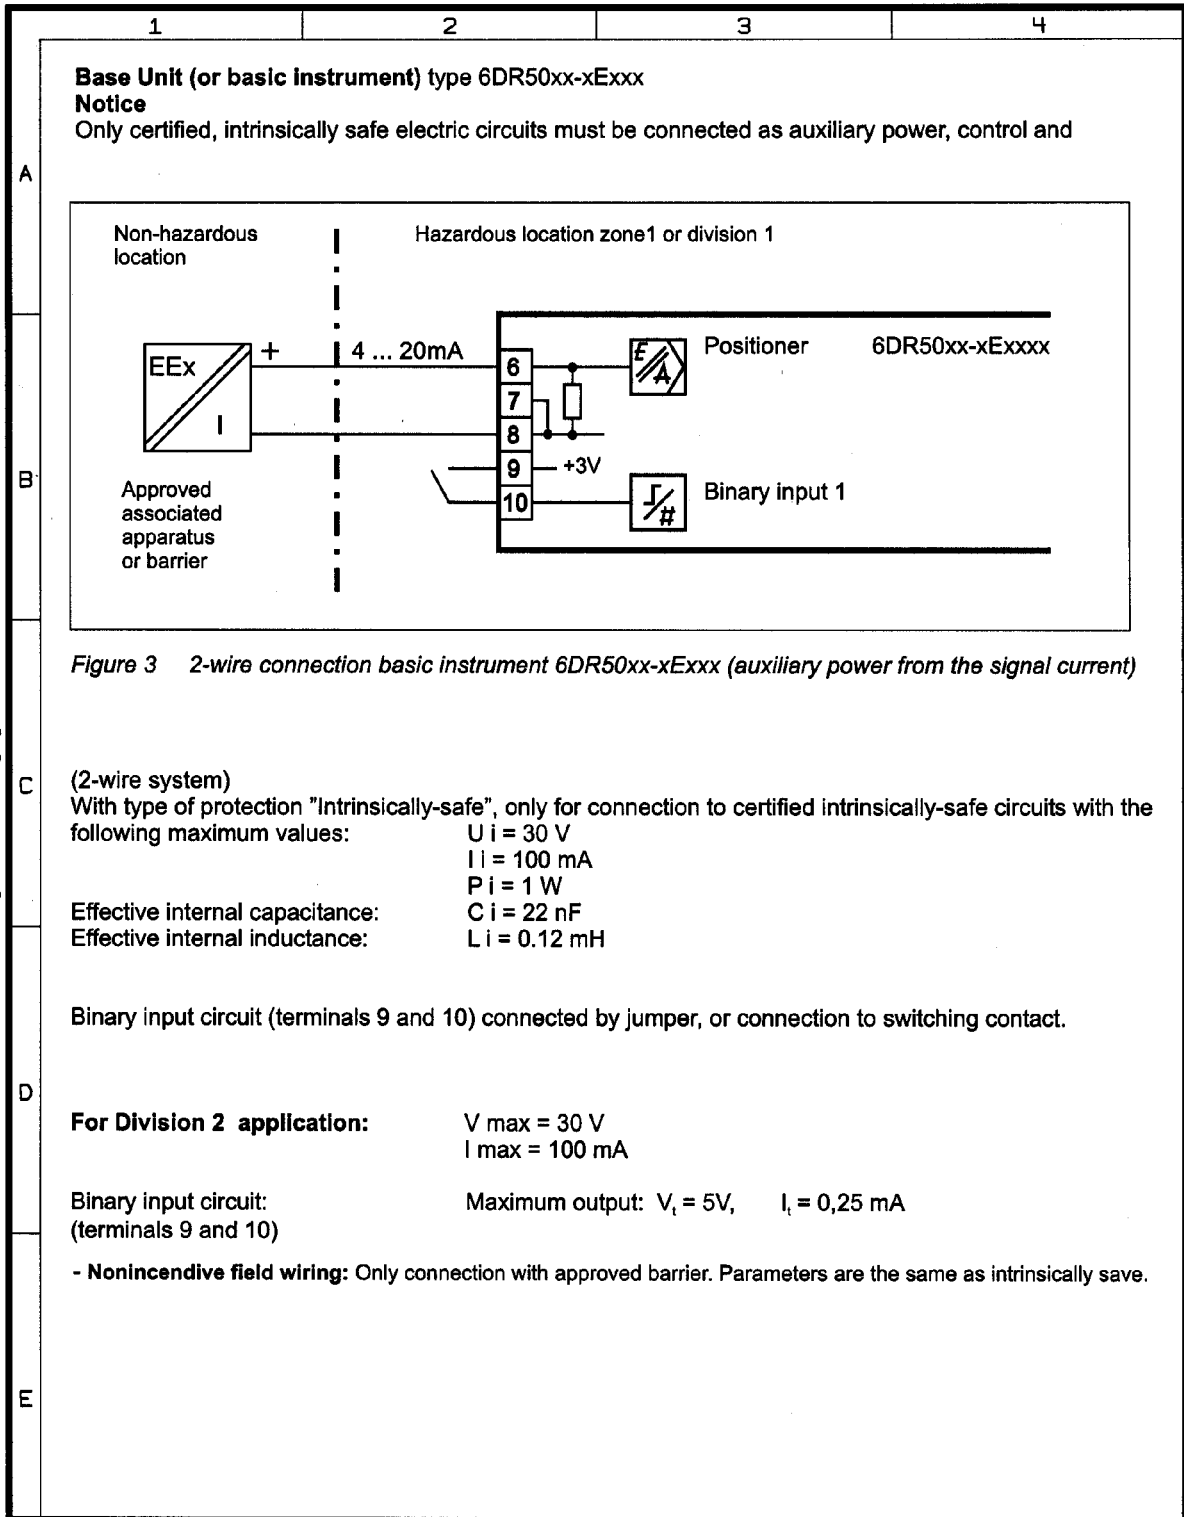 1 2 3 4
Base Unit (or basic instrument) type 6DR50xx-xExxx
Notice
Only certified, intrinsically safe electric circuits must be connected as auxiliary power, control and
A
Non-hazardous
location
Hazardous location zone1 or division 1
EEx
I
+
4 ... 20mA
6
7
8
9
10
+3V
E
A
Positioner
6DR50xx-xExxxx
#
Binary input 1
B
Approved
associated
apparatus
or barrier
Figure 3 2-wire connection basic instrument 6DR50xx-xExxx (auxiliary power from the signal current)
C
(2-wire system)
With type of protection "Intrinsically-safe", only for connection to certified intrinsically-safe circuits with the
following maximum values: U i = 30 V
I i = 100 mA
P i = 1 W
Effective internal capacitance: C i = 22 nF
Effective internal inductance: L i = 0.12 mH
Binary input circuit (terminals 9 and 10) connected by jumper, or connection to switching contact.
D
For Division 2 application: V max = 30 V
I max = 100 mA
Binary input circuit: Maximum output: Vt = 5V, It = 0,25 mA
(terminals 9 and 10)
- Nonincendive field wiring: Only connection with approved barrier. Parameters are the same as intrinsically save.
E